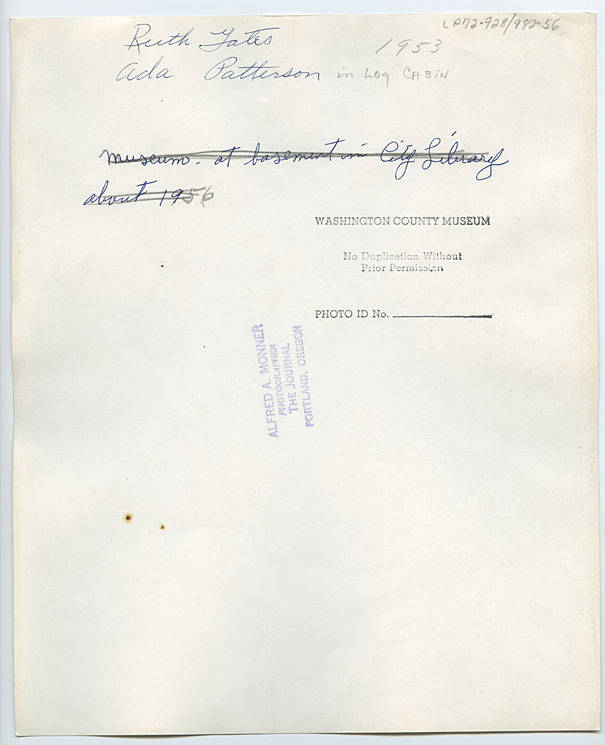 LP72-928/982-56
Ruth Yates 1953
Ada Patterson in Log CABIN
museum. at basement in City Library
about 1956
WASHINGTON COUNTY MUSEUM
No Duplication Without
Prior Permission
PHOTO ID No.
ALFRED A. MONNER
PHOTOGRAPHER
THE JOURNAL
PORTLAND, OREGON